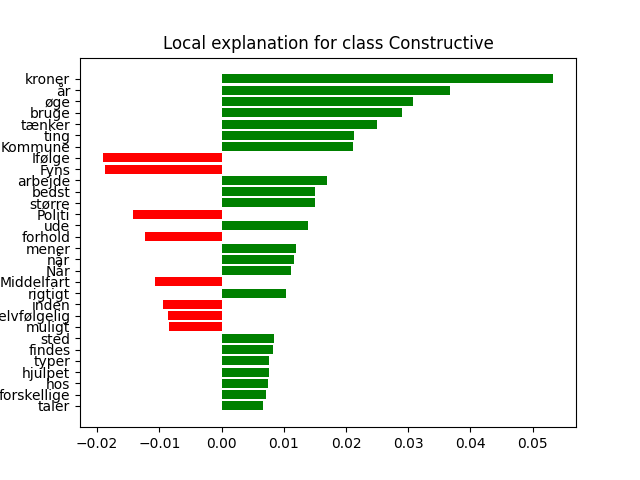 Local explanation for class Constructive
kroner
år
øge
bruge
tænker
ting
Kommune
Ifølge
Fyns
arbejde
bedst
større
Politi
ude
forhold
mener
når
Når
Middelfart
rigtigt
inden
elvfølgelig
muligt
sted
findes
typer
hjulpet
hos
forskellige
taler
−0.02 −0.01 0.00 0.01 0.02 0.03 0.04 0.05